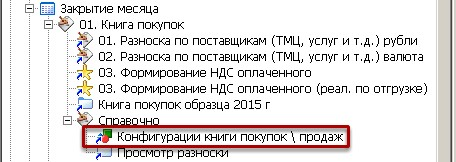 Закрытие месяца
01. Книга покупок
01. Разноска по поставщикам (ТМЦ, услуг и т.д.) рубли
02. Разноска по поставщикам (ТМЦ, услуг и т.д.) валюта
03. Формирование НДС оплаченного
03. Формирование НДС оплаченного (реал. по отгрузке)
Книга покупок образца 2015 г
Справочно
Конфигурации книги покупок \ продаж
Просмотр разноски